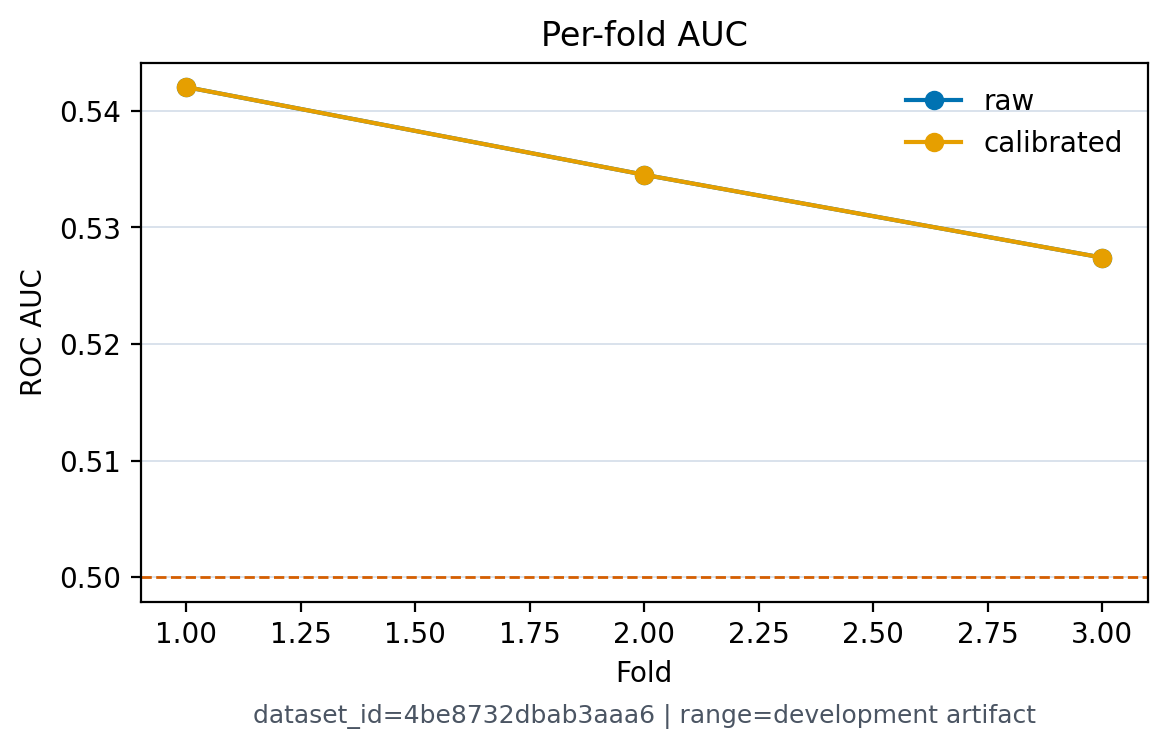 Per-fold AUC
raw
calibrated
ROC AUC
0.54
0.53
0.52
0.51
0.50
1.00 1.25 1.50 1.75 2.00 2.25 2.50 2.75 3.00
Fold
dataset_id=4be8732dbab3aaa6 | range=development artifact